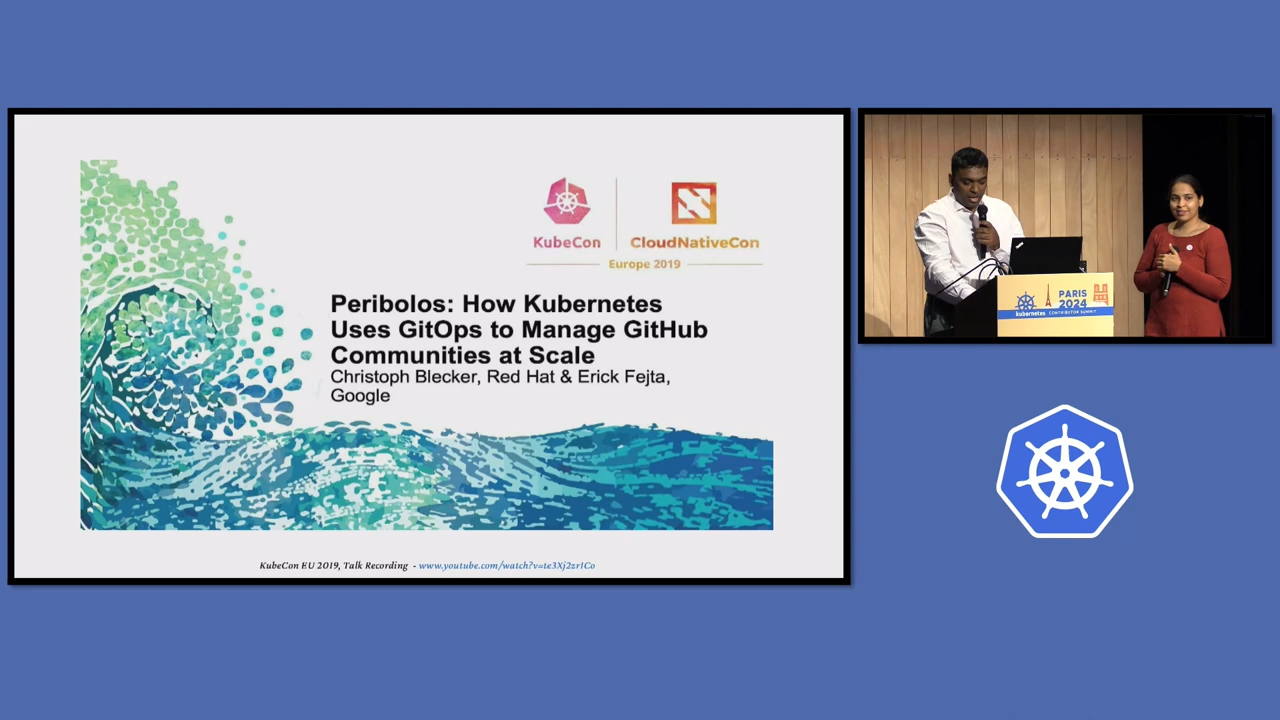 KubeCon
CloudNativeCon
Europe 2019
Peribolos: How Kubernetes
Uses GitOps to Manage GitHub
Communities at Scale
Christoph Blecker, Red Hat & Erick Fejta,
Google
KubeCon EU 2019, Talk Recording - www.youtube.com/watch?v=te3Xj2zr1Co
PARIS
2024
kubernetes CONTRIBUTOR SUMMIT